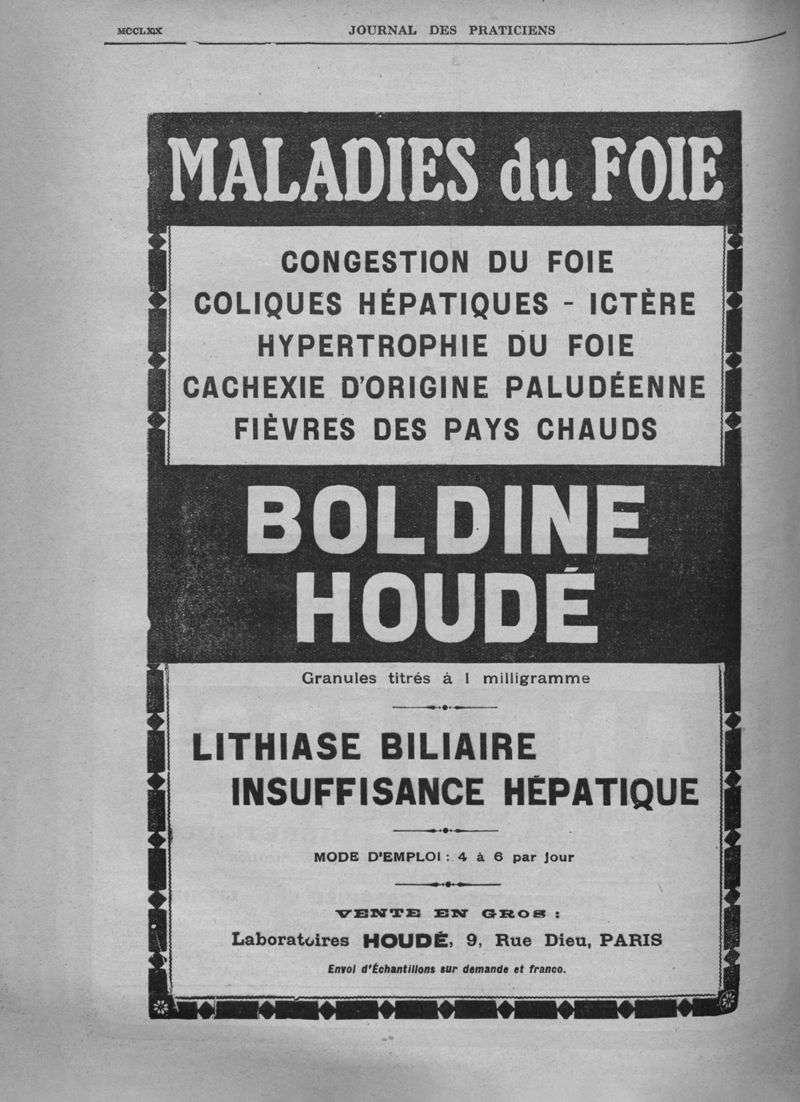 MCCLXIX
JOURNAL DES PRATICIENS
MALADIES du FOIE
CONGESTION DU FOIE
COLIQUES HÉPATIQUES - ICTÈRE
HYPERTROPHIE DU FOIE
CACHEXIE D'ORIGINE PALUDÉENNE
FIÈVRES DES PAYS CHAUDS
BOLDINE
HOUDÉ
Granules titrés à 1 milligramme
LITHIASE BILIAIRE
INSUFFISANCE HÉPATIQUE
MODE D'EMPLOI : 4 à 6 par jour
VENTE EN GROS :
Laboratoires HOUDÉ, 9, Rue Dieu, PARIS
Envoi d'Échantillons sur demande et franco.